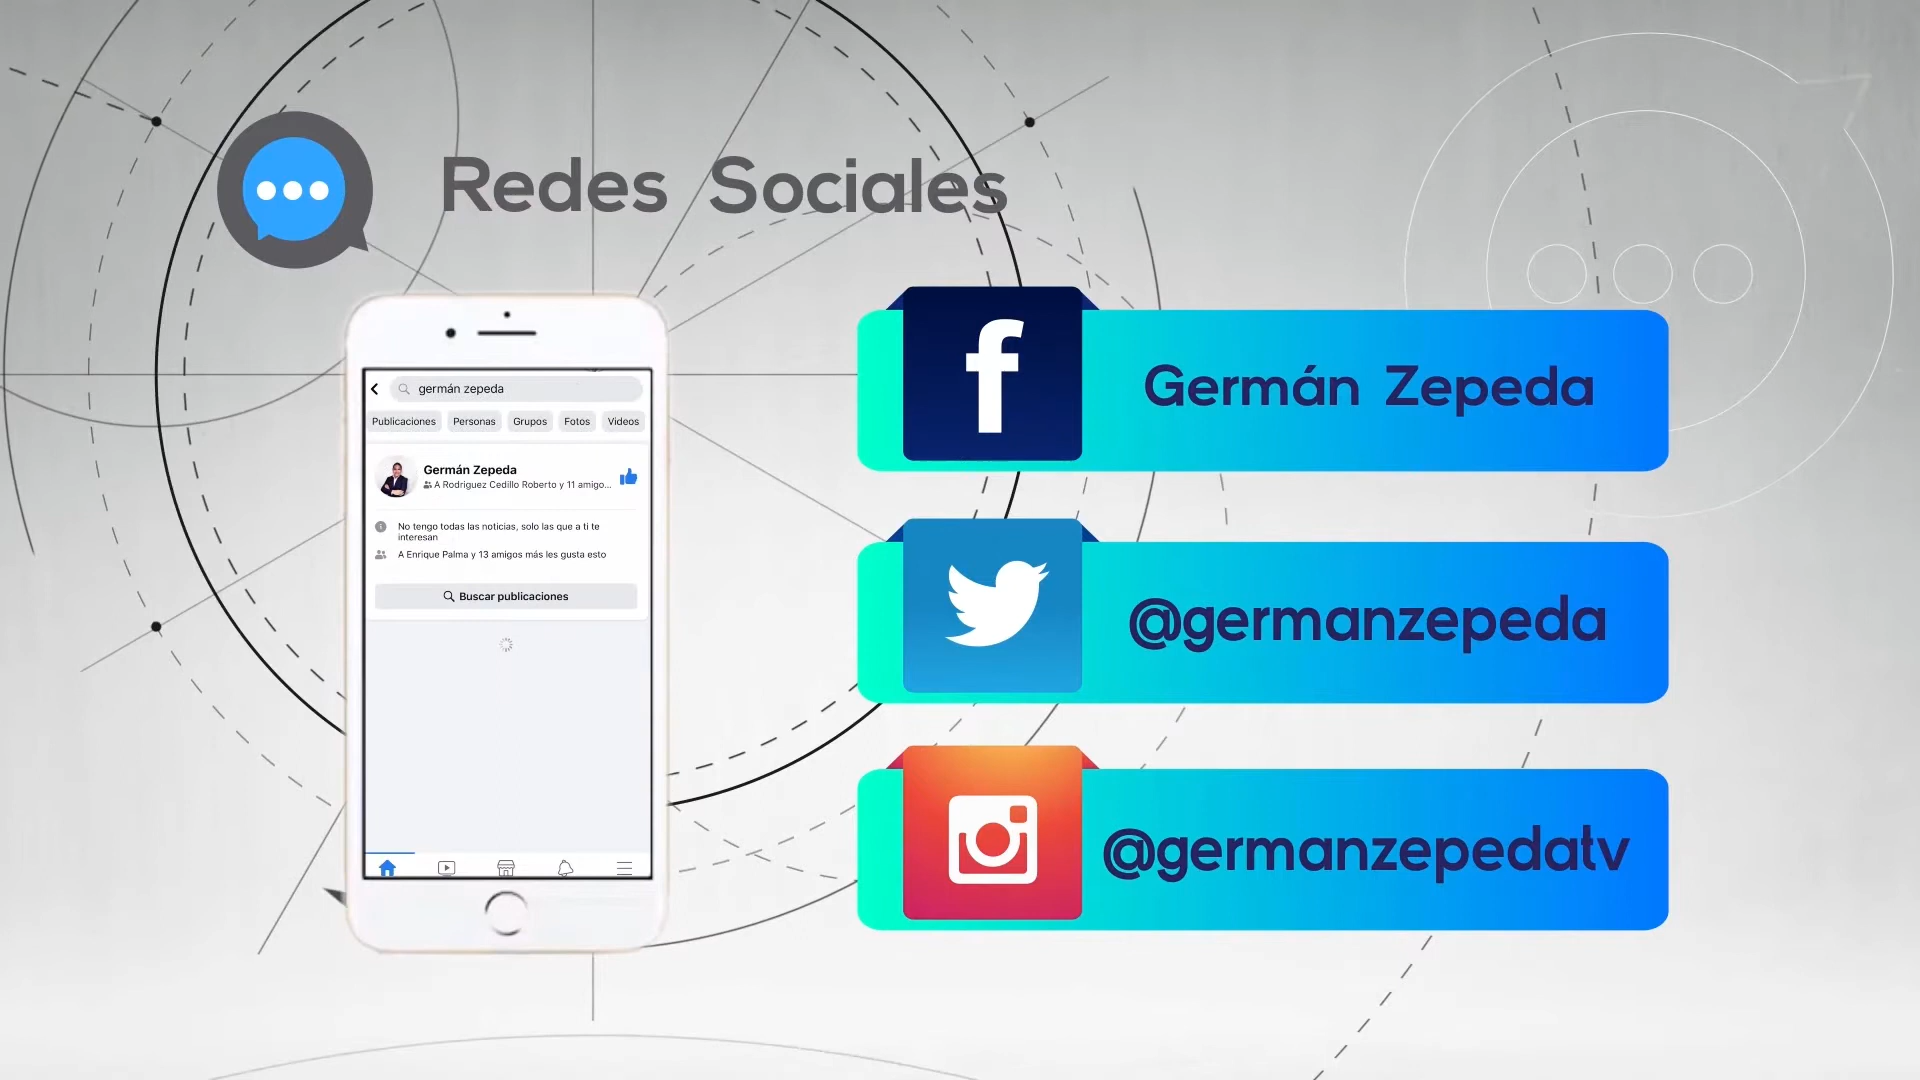 Redes Sociales
germán zepeda
Publicaciones Personas Grupos Fotos Videos
Germán Zepeda
A Rodriguez Cedillo Roberto y 11 amigo...
No tengo todas las noticias, solo las que a ti te
interesan
A Enrique Palma y 13 amigos más les gusta esto
Buscar publicaciones
Germán Zepeda
@germanzepeda
@germanzepedatv